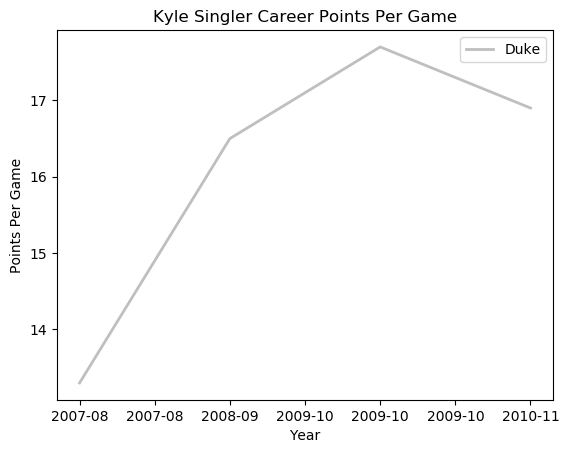 Kyle Singler Career Points Per Game
Duke
Points Per Game
17
16
15
14
2007-08 2007-08 2008-09 2009-10 2009-10 2009-10 2010-11
Year